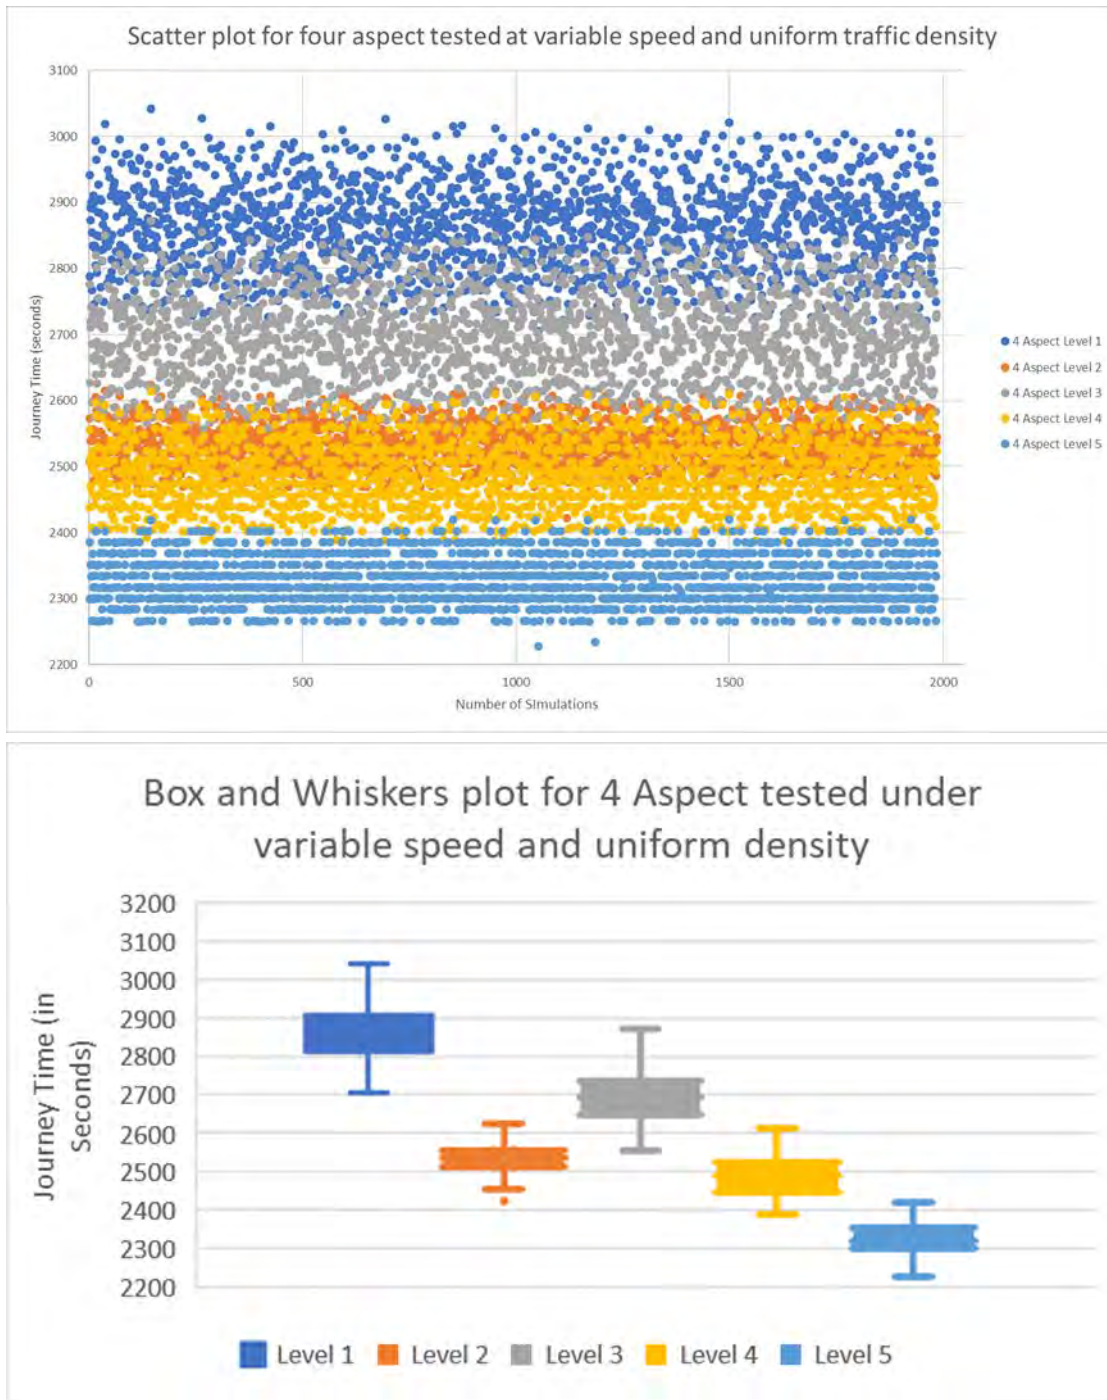 Scatter plot for four aspect tested at variable speed and uniform traffic density
3100
3000
2900
2800
2700
2600
2500
2400
2300
2200
Journey Time (seconds)
0
500
1000
1500
2000
Number of SImulations
4 Aspect Level 1
4 Aspect Level 2
4 Aspect Level 3
4 Aspect Level 4
4 Aspect Level 5
Box and Whiskers plot for 4 Aspect tested under
variable speed and uniform density
3200
3100
3000
2900
2800
2700
2600
2500
2400
2300
2200
Journey Time (in
Seconds)
Level 1
Level 2
Level 3
Level 4
Level 5